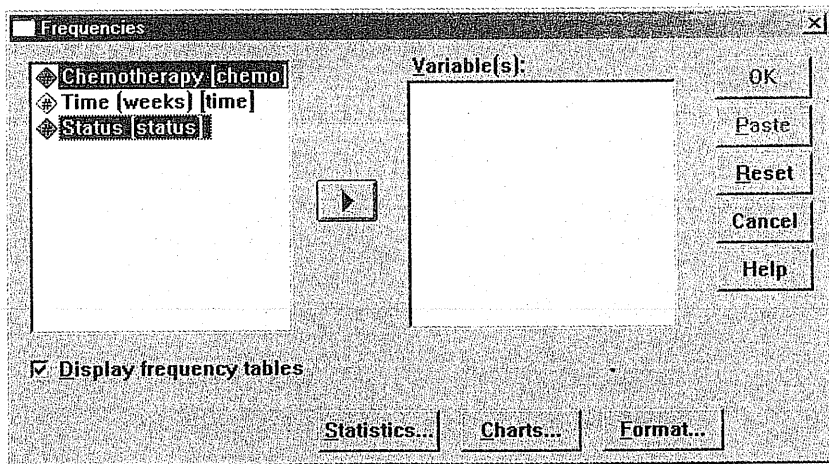 Frequencies
Chemotherapy [chemo]
# Time (weeks) [time]
# Status [status]
Variable(s):
OK
Paste
Reset
Cancel
Help
Display frequency tables
Statistics...
Charts...
Format...